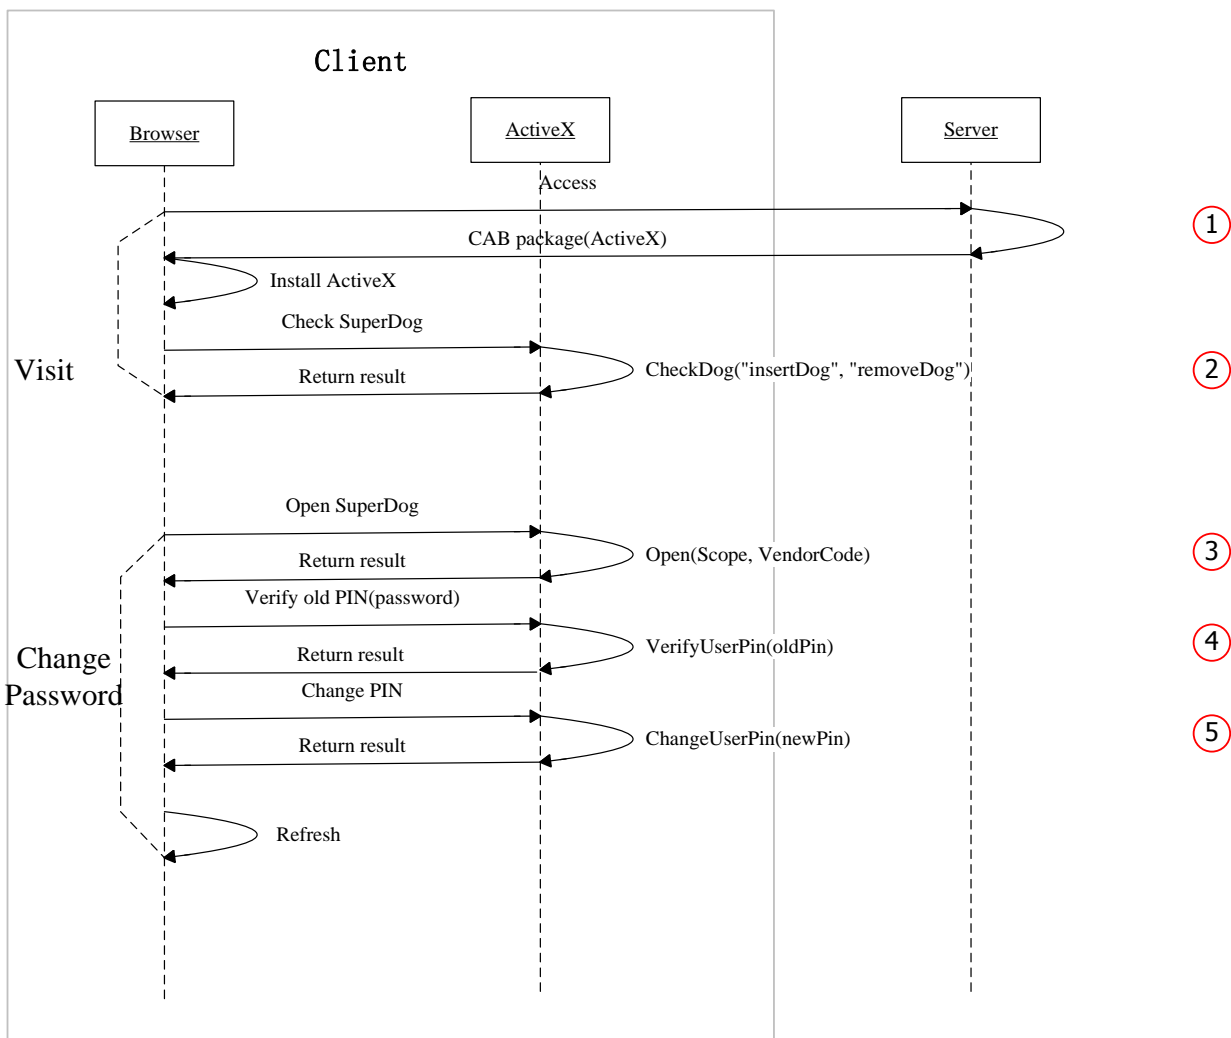 Client
Browser
ActiveX
Server
Access
1
CAB package(ActiveX)
Install ActiveX
Check SuperDog
Visit
Return result
CheckDog("insertDog", "removeDog")
2
Open SuperDog
Return result
Open(Scope, VendorCode)
3
Verify old PIN(password)
Change
Password
Return result
VerifyUserPin(oldPin)
4
Change PIN
Return result
ChangeUserPin(newPin)
5
Refresh